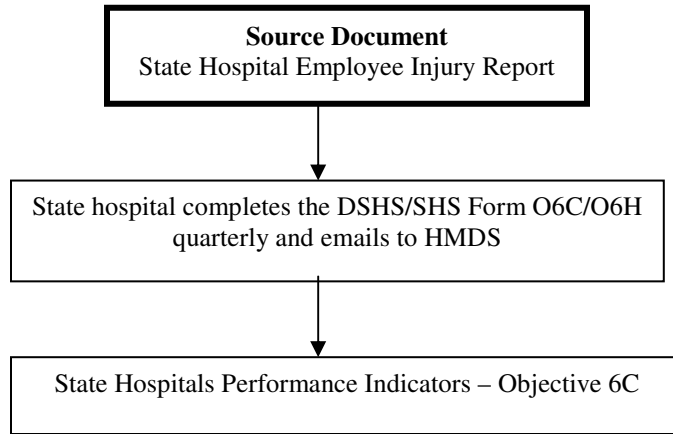 Source Document
State Hospital Employee Injury Report
State hospital completes the DSHS/SHS Form O6C/O6H
quarterly and emails to HMDS
State Hospitals Performance Indicators – Objective 6C